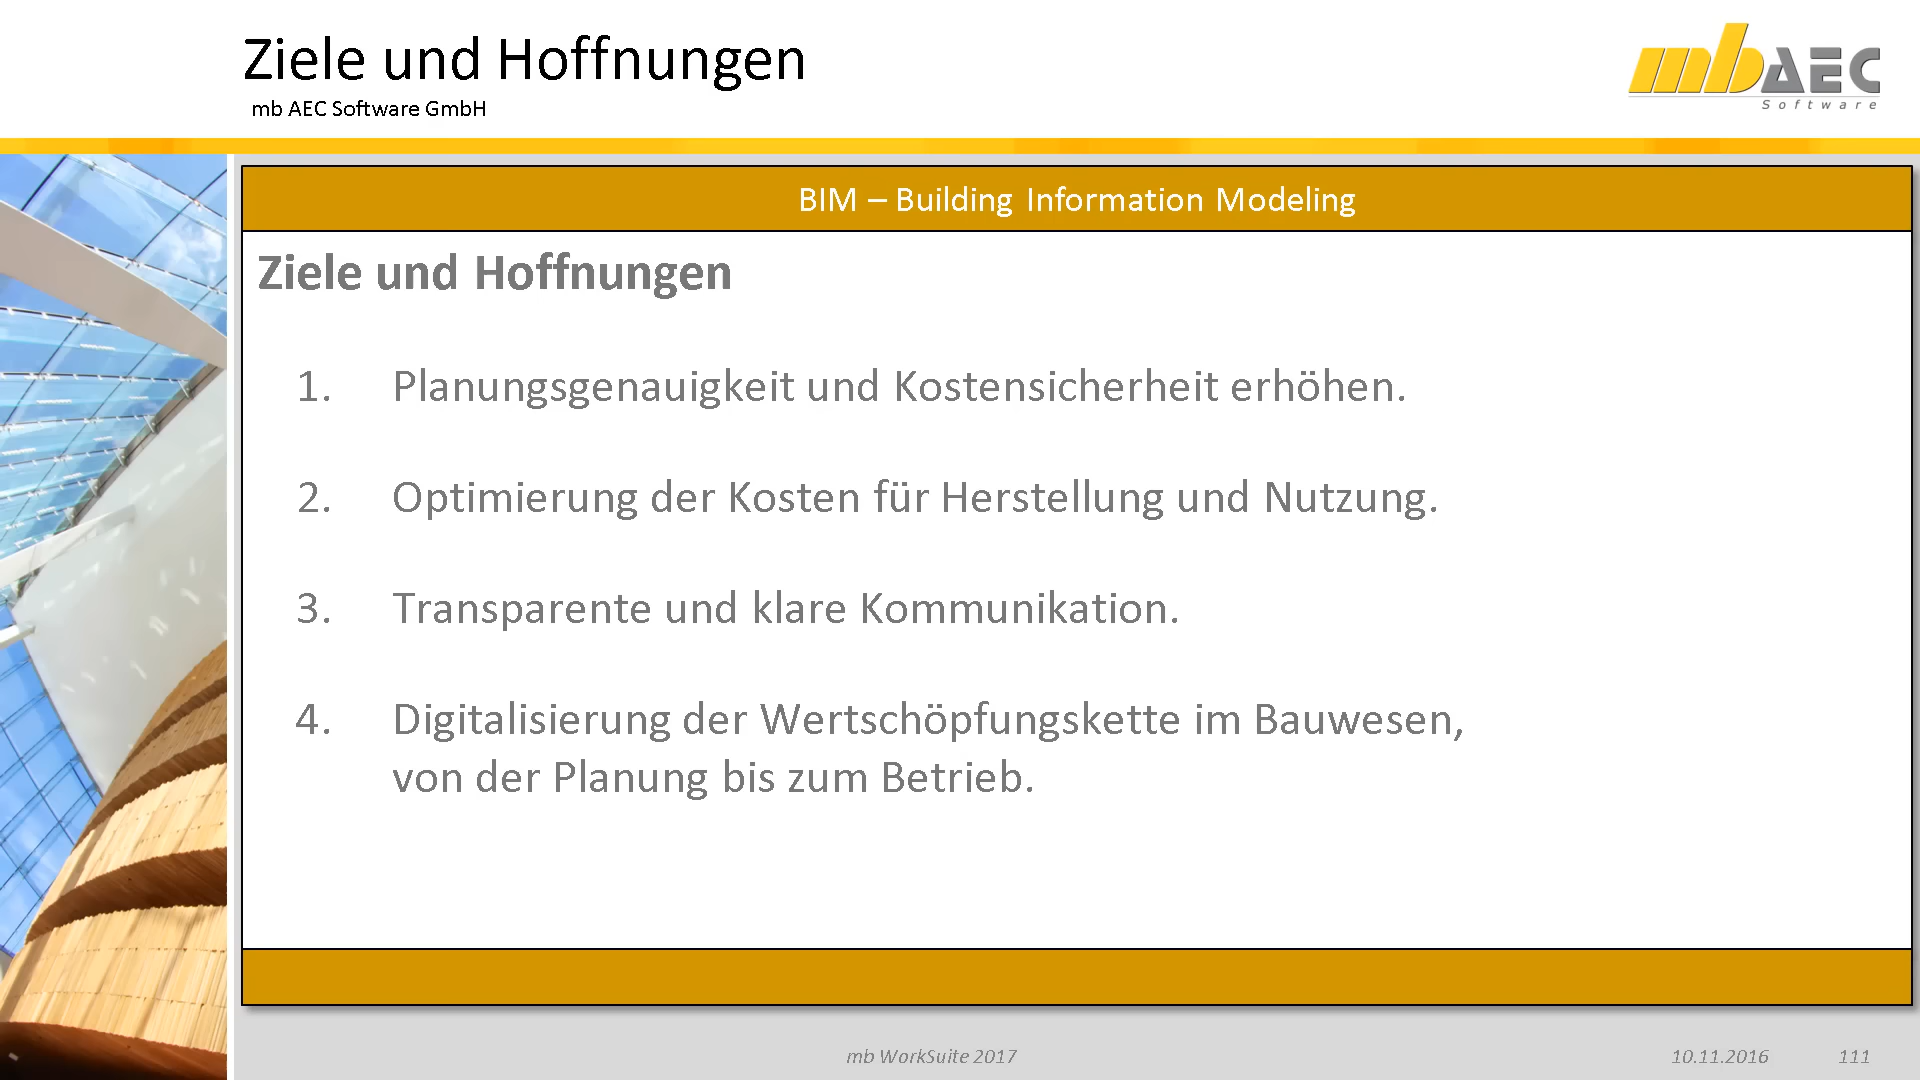 Ziele und Hoffnungen
mb AEC Software GmbH
mbAEC
Software
BIM – Building Information Modeling
Ziele und Hoffnungen
1. Planungsgenauigkeit und Kostensicherheit erhöhen.
2. Optimierung der Kosten für Herstellung und Nutzung.
3. Transparente und klare Kommunikation.
4. Digitalisierung der Wertschöpfungskette im Bauwesen,
von der Planung bis zum Betrieb.
mb WorkSuite 2017
10.11.2016
111